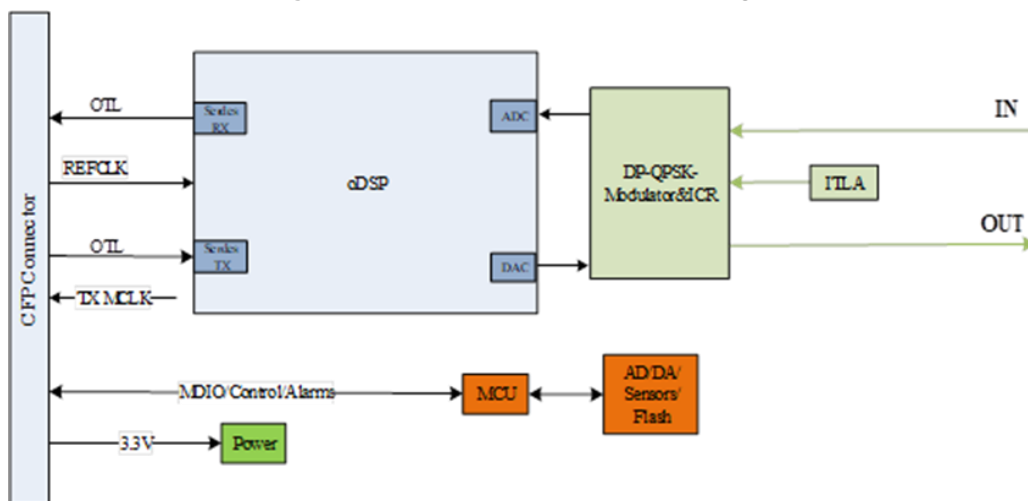 OTL
Serdes
RX
ADC
IN
REFCLK
oDSP
DP-QPSK-
Modulator&ICR
ITLA
OUT
OTL
Serdes
TX
DAC
TX MCLK
CFP Connector
MDIO/Control/Alarms
MCU
AD/DA/
Sensors/
Flash
3.3V
Power